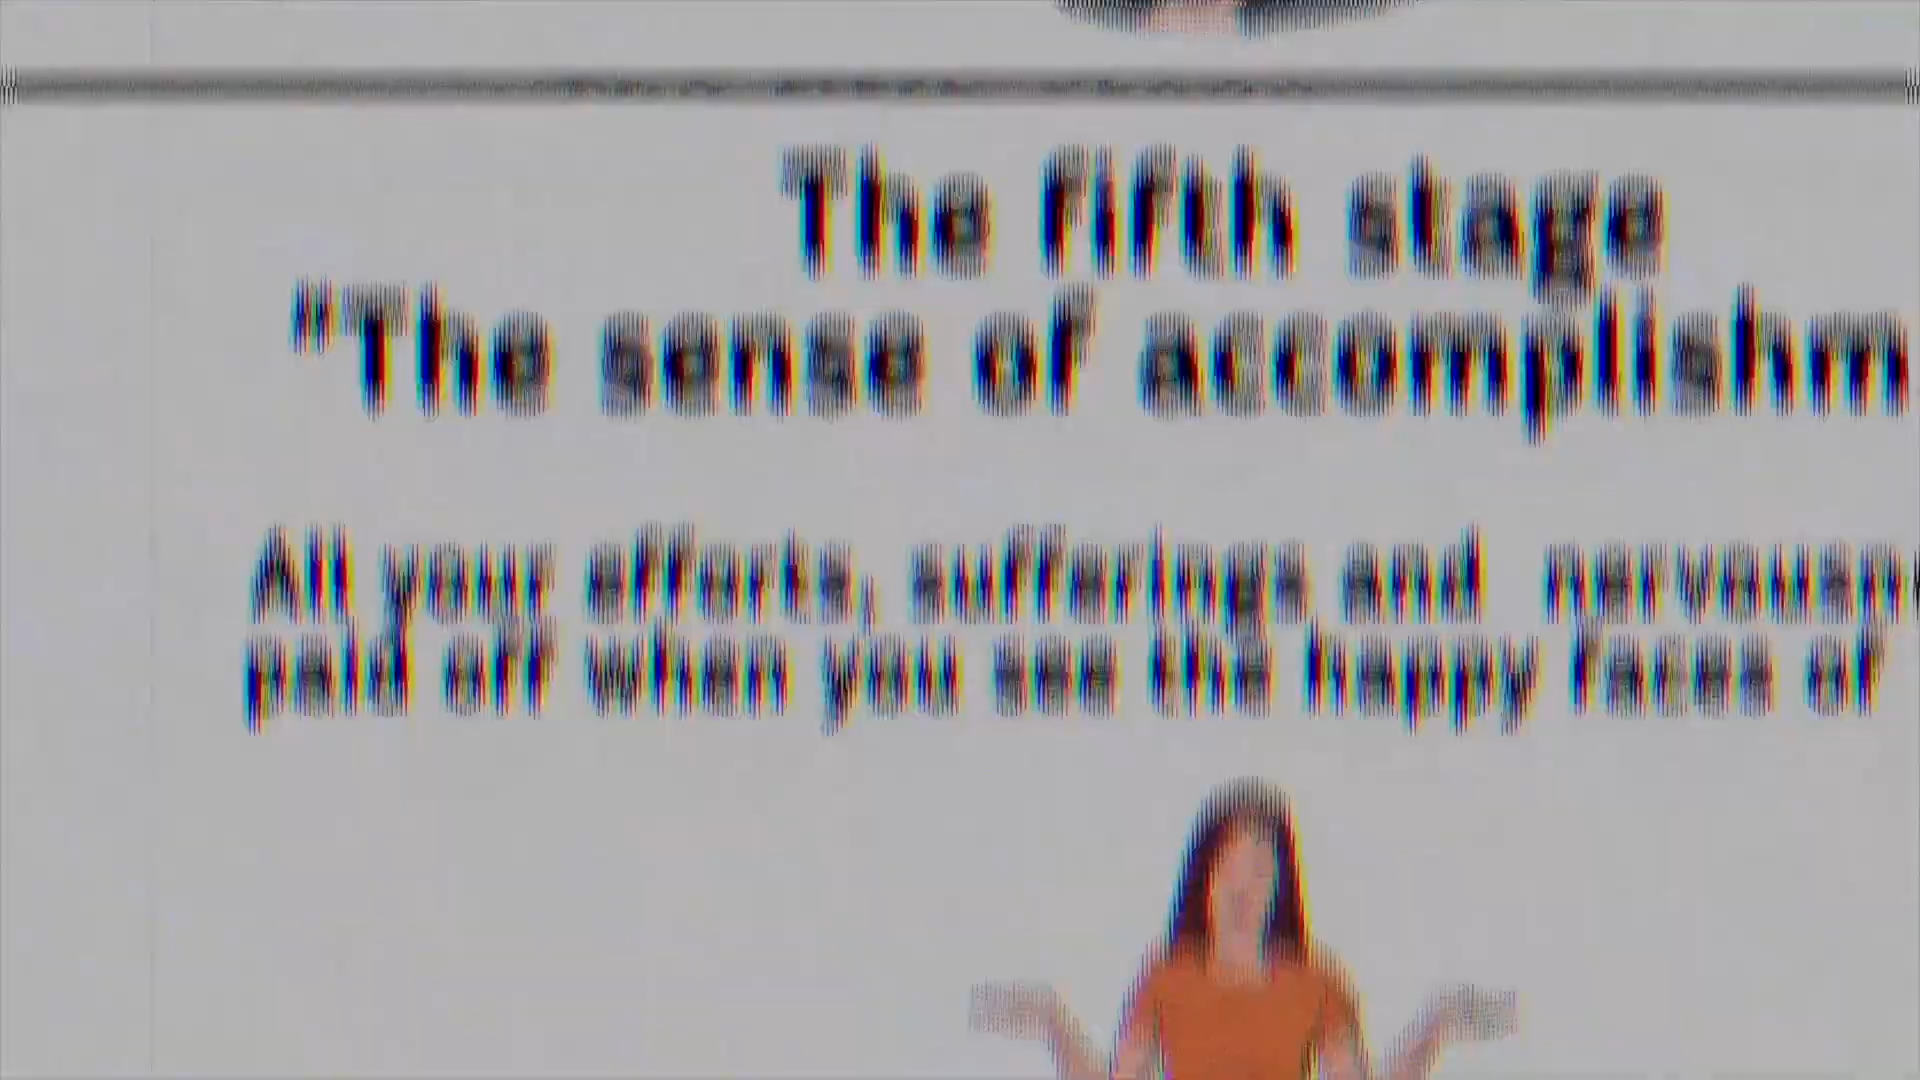 The fifth stage
"The sense of accomplishm
All your efforts, sufferings and
paid off when you see the happy faces of